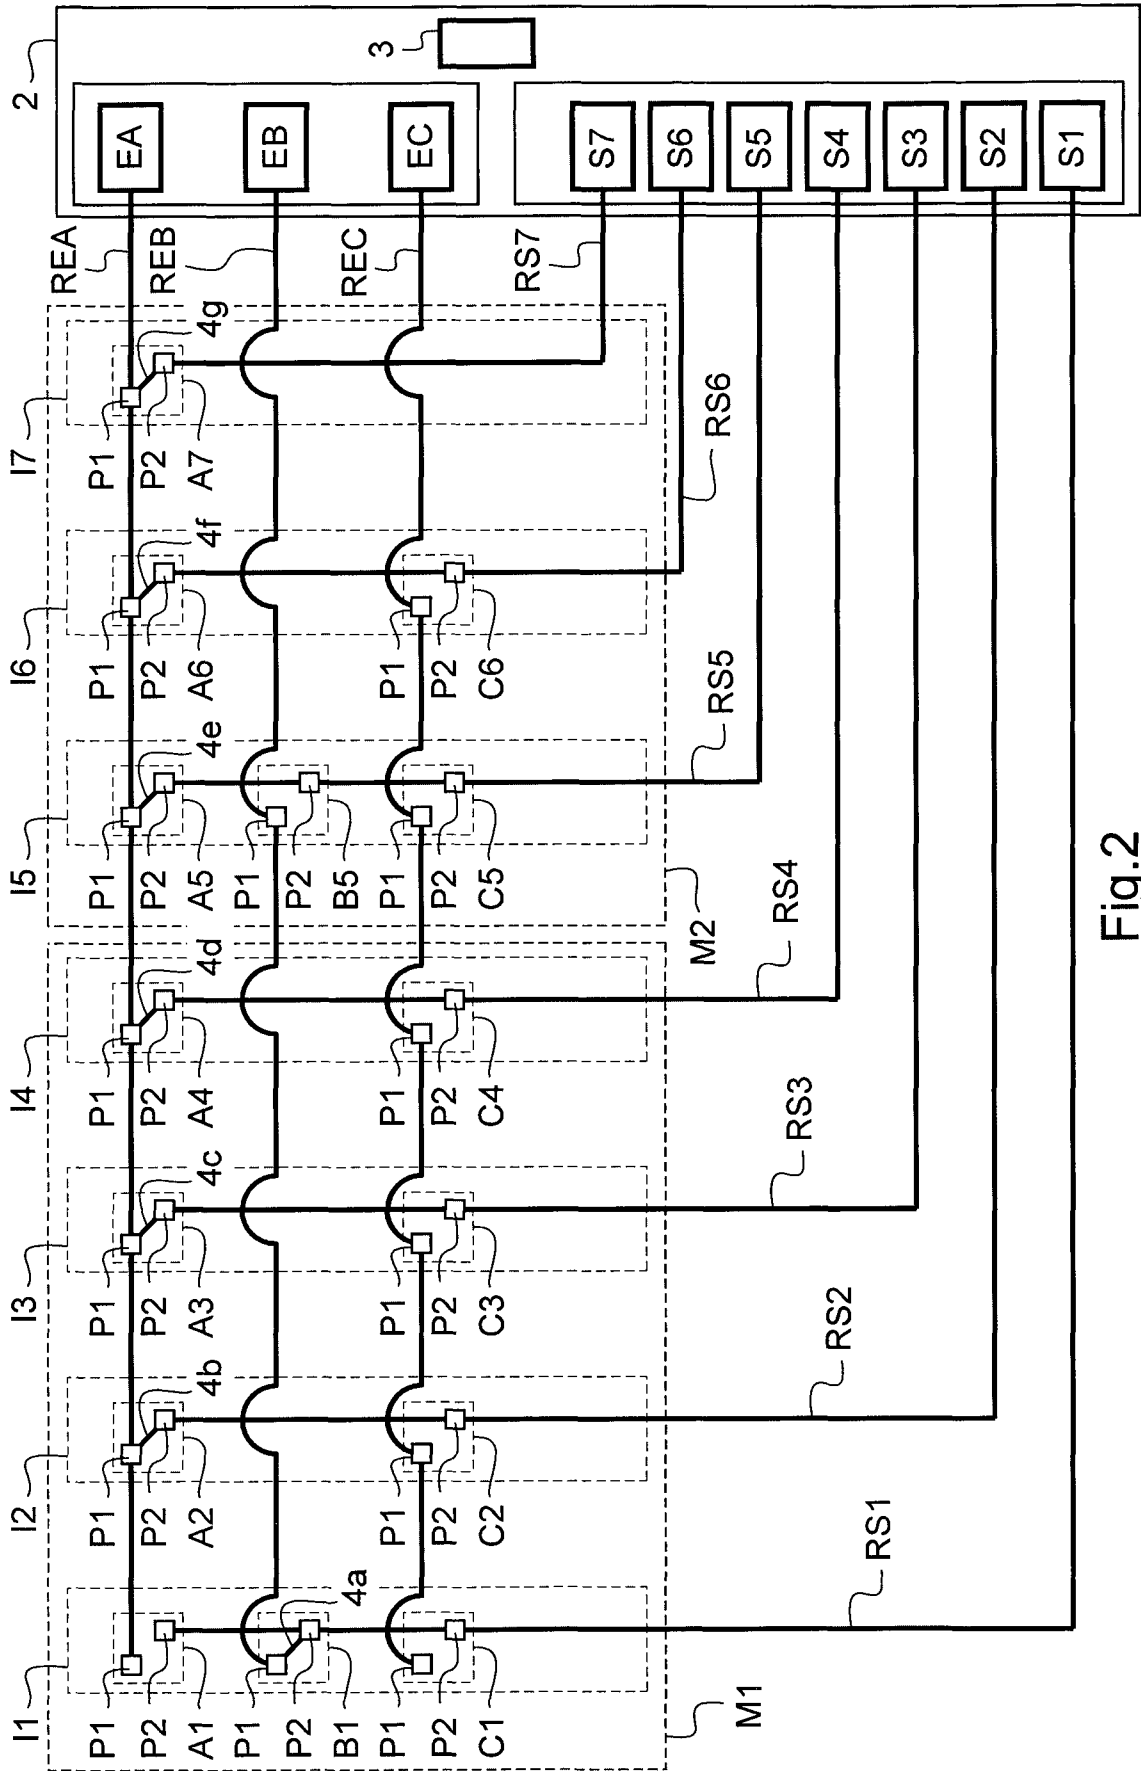 2
3
EA
EB
EC
S7
S6
S5
S4
S3
S2
S1
REA
REB
REC
RS7
I7
4g
P1
P2
A7
I6
4f
P1
P2
A6
P1
P2
C6
RS6
I5
4e
P1
P2
A5
P1
P2
B5
P1
P2
C5
RS5
M2
I4
4d
P1
P2
A4
P1
P2
C4
RS4
I3
4c
P1
P2
A3
P1
P2
C3
RS3
I2
4b
P1
P2
A2
P1
P2
C2
RS2
I1
4a
P1
P2
A1
P1
P2
B1
P1
P2
C1
RS1
M1
Fig.2